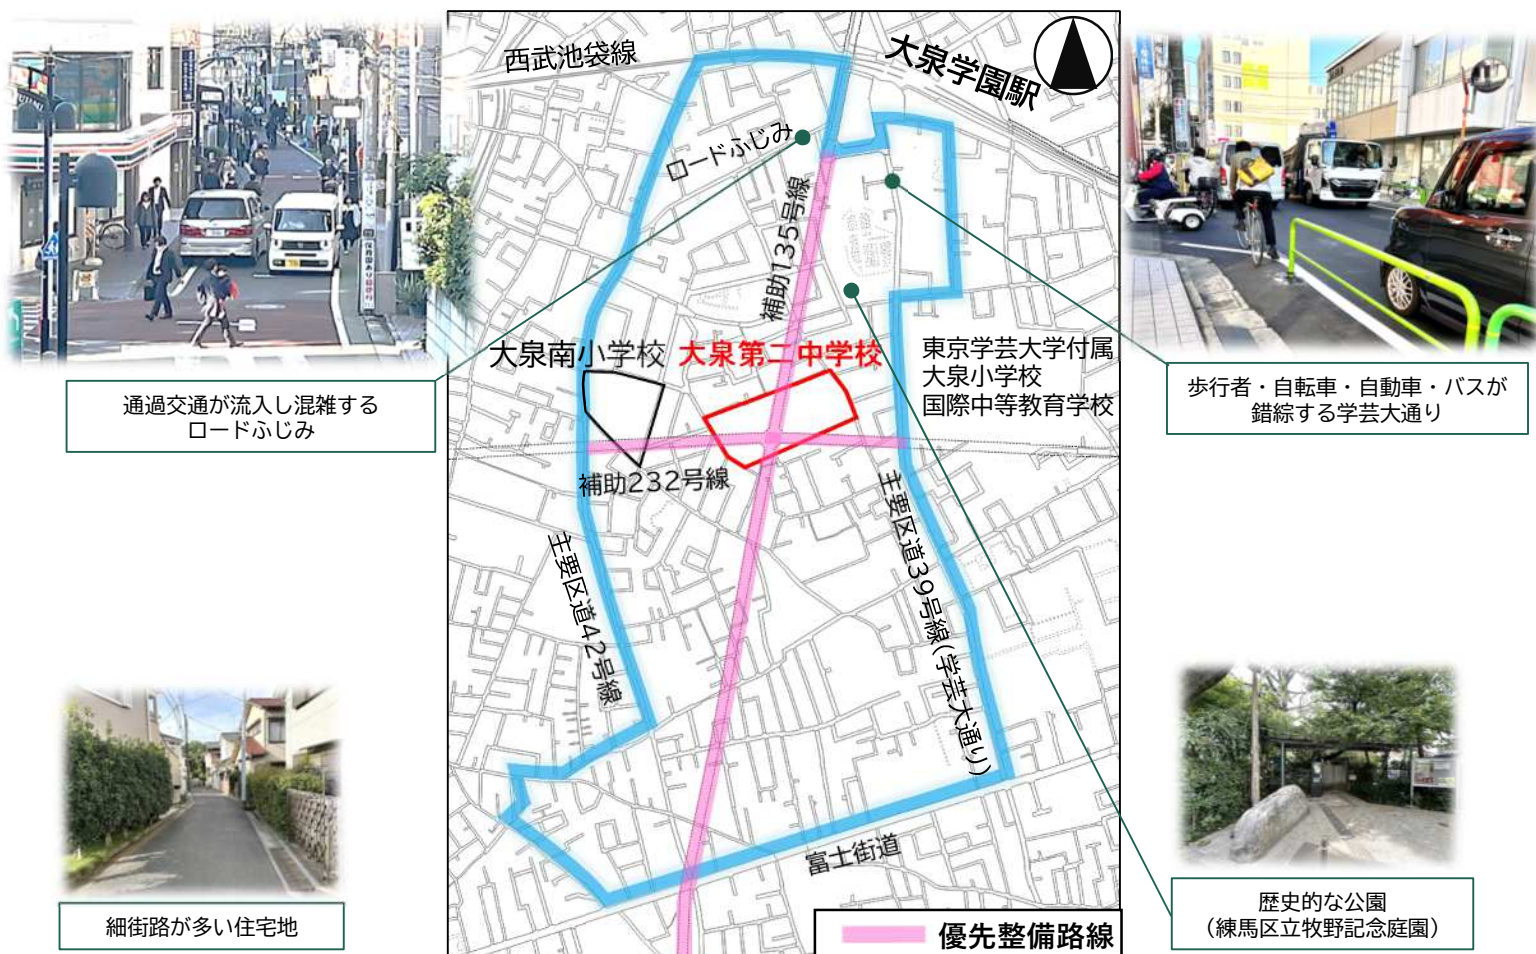 西武池袋線
大泉学園駅
ロードふじみ
補助135号線
大泉南小学校
大泉第二中学校
東京学芸大学付属
大泉小学校
国際中等教育学校
補助232号線
主要区道42号線
主要区道39号線(学芸大通り)
富士街道
優先整備路線
通過交通が流入し混雑する
ロードふじみ
歩行者・自転車・自動車・バスが
錯綜する学芸大通り
細街路が多い住宅地
歴史的な公園
（練馬区立牧野記念庭園）